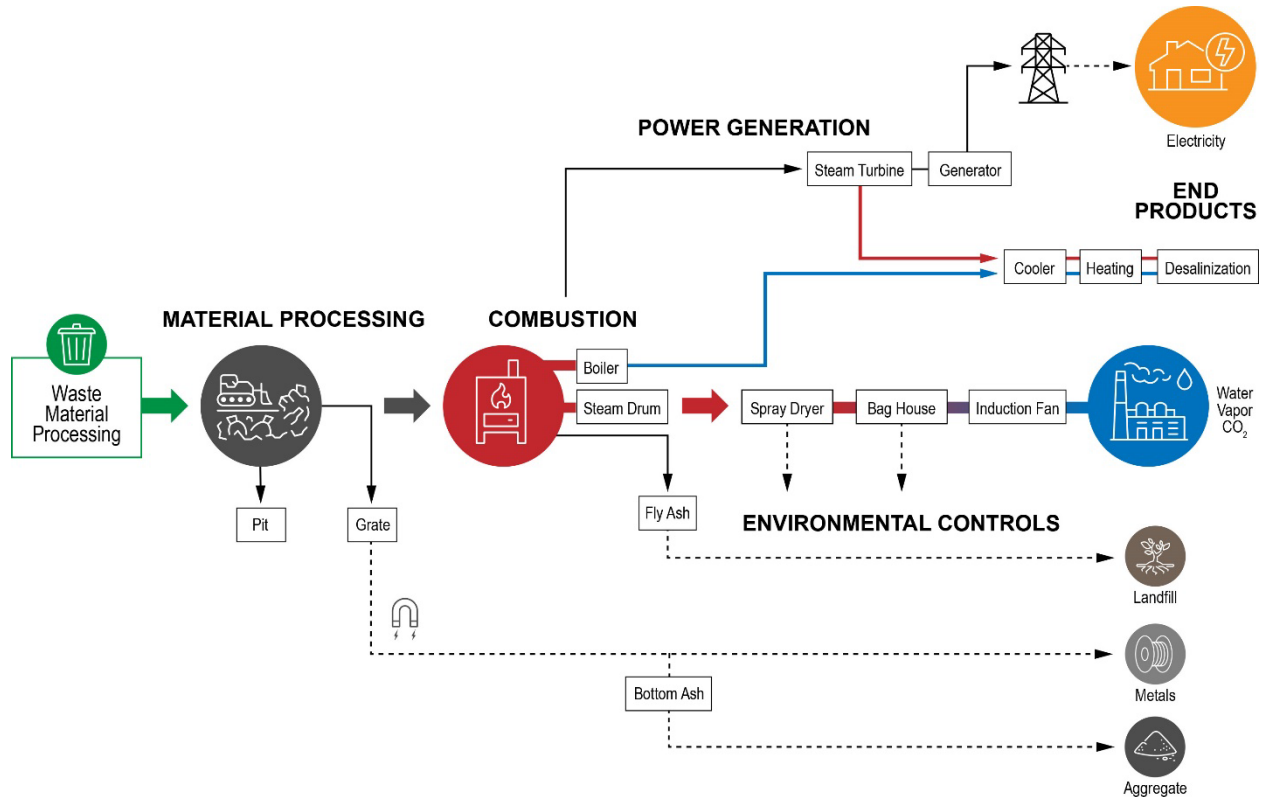 POWER GENERATION
Electricity
Steam Turbine
Generator
END
PRODUCTS
Cooler
Heating
Desalinization
MATERIAL PROCESSING
COMBUSTION
Waste
Material
Processing
Boiler
Steam Drum
Spray Dryer
Bag House
Induction Fan
Water
Vapor
CO₂
Pit
Grate
Fly Ash
ENVIRONMENTAL CONTROLS
Landfill
Metals
Bottom Ash
Aggregate